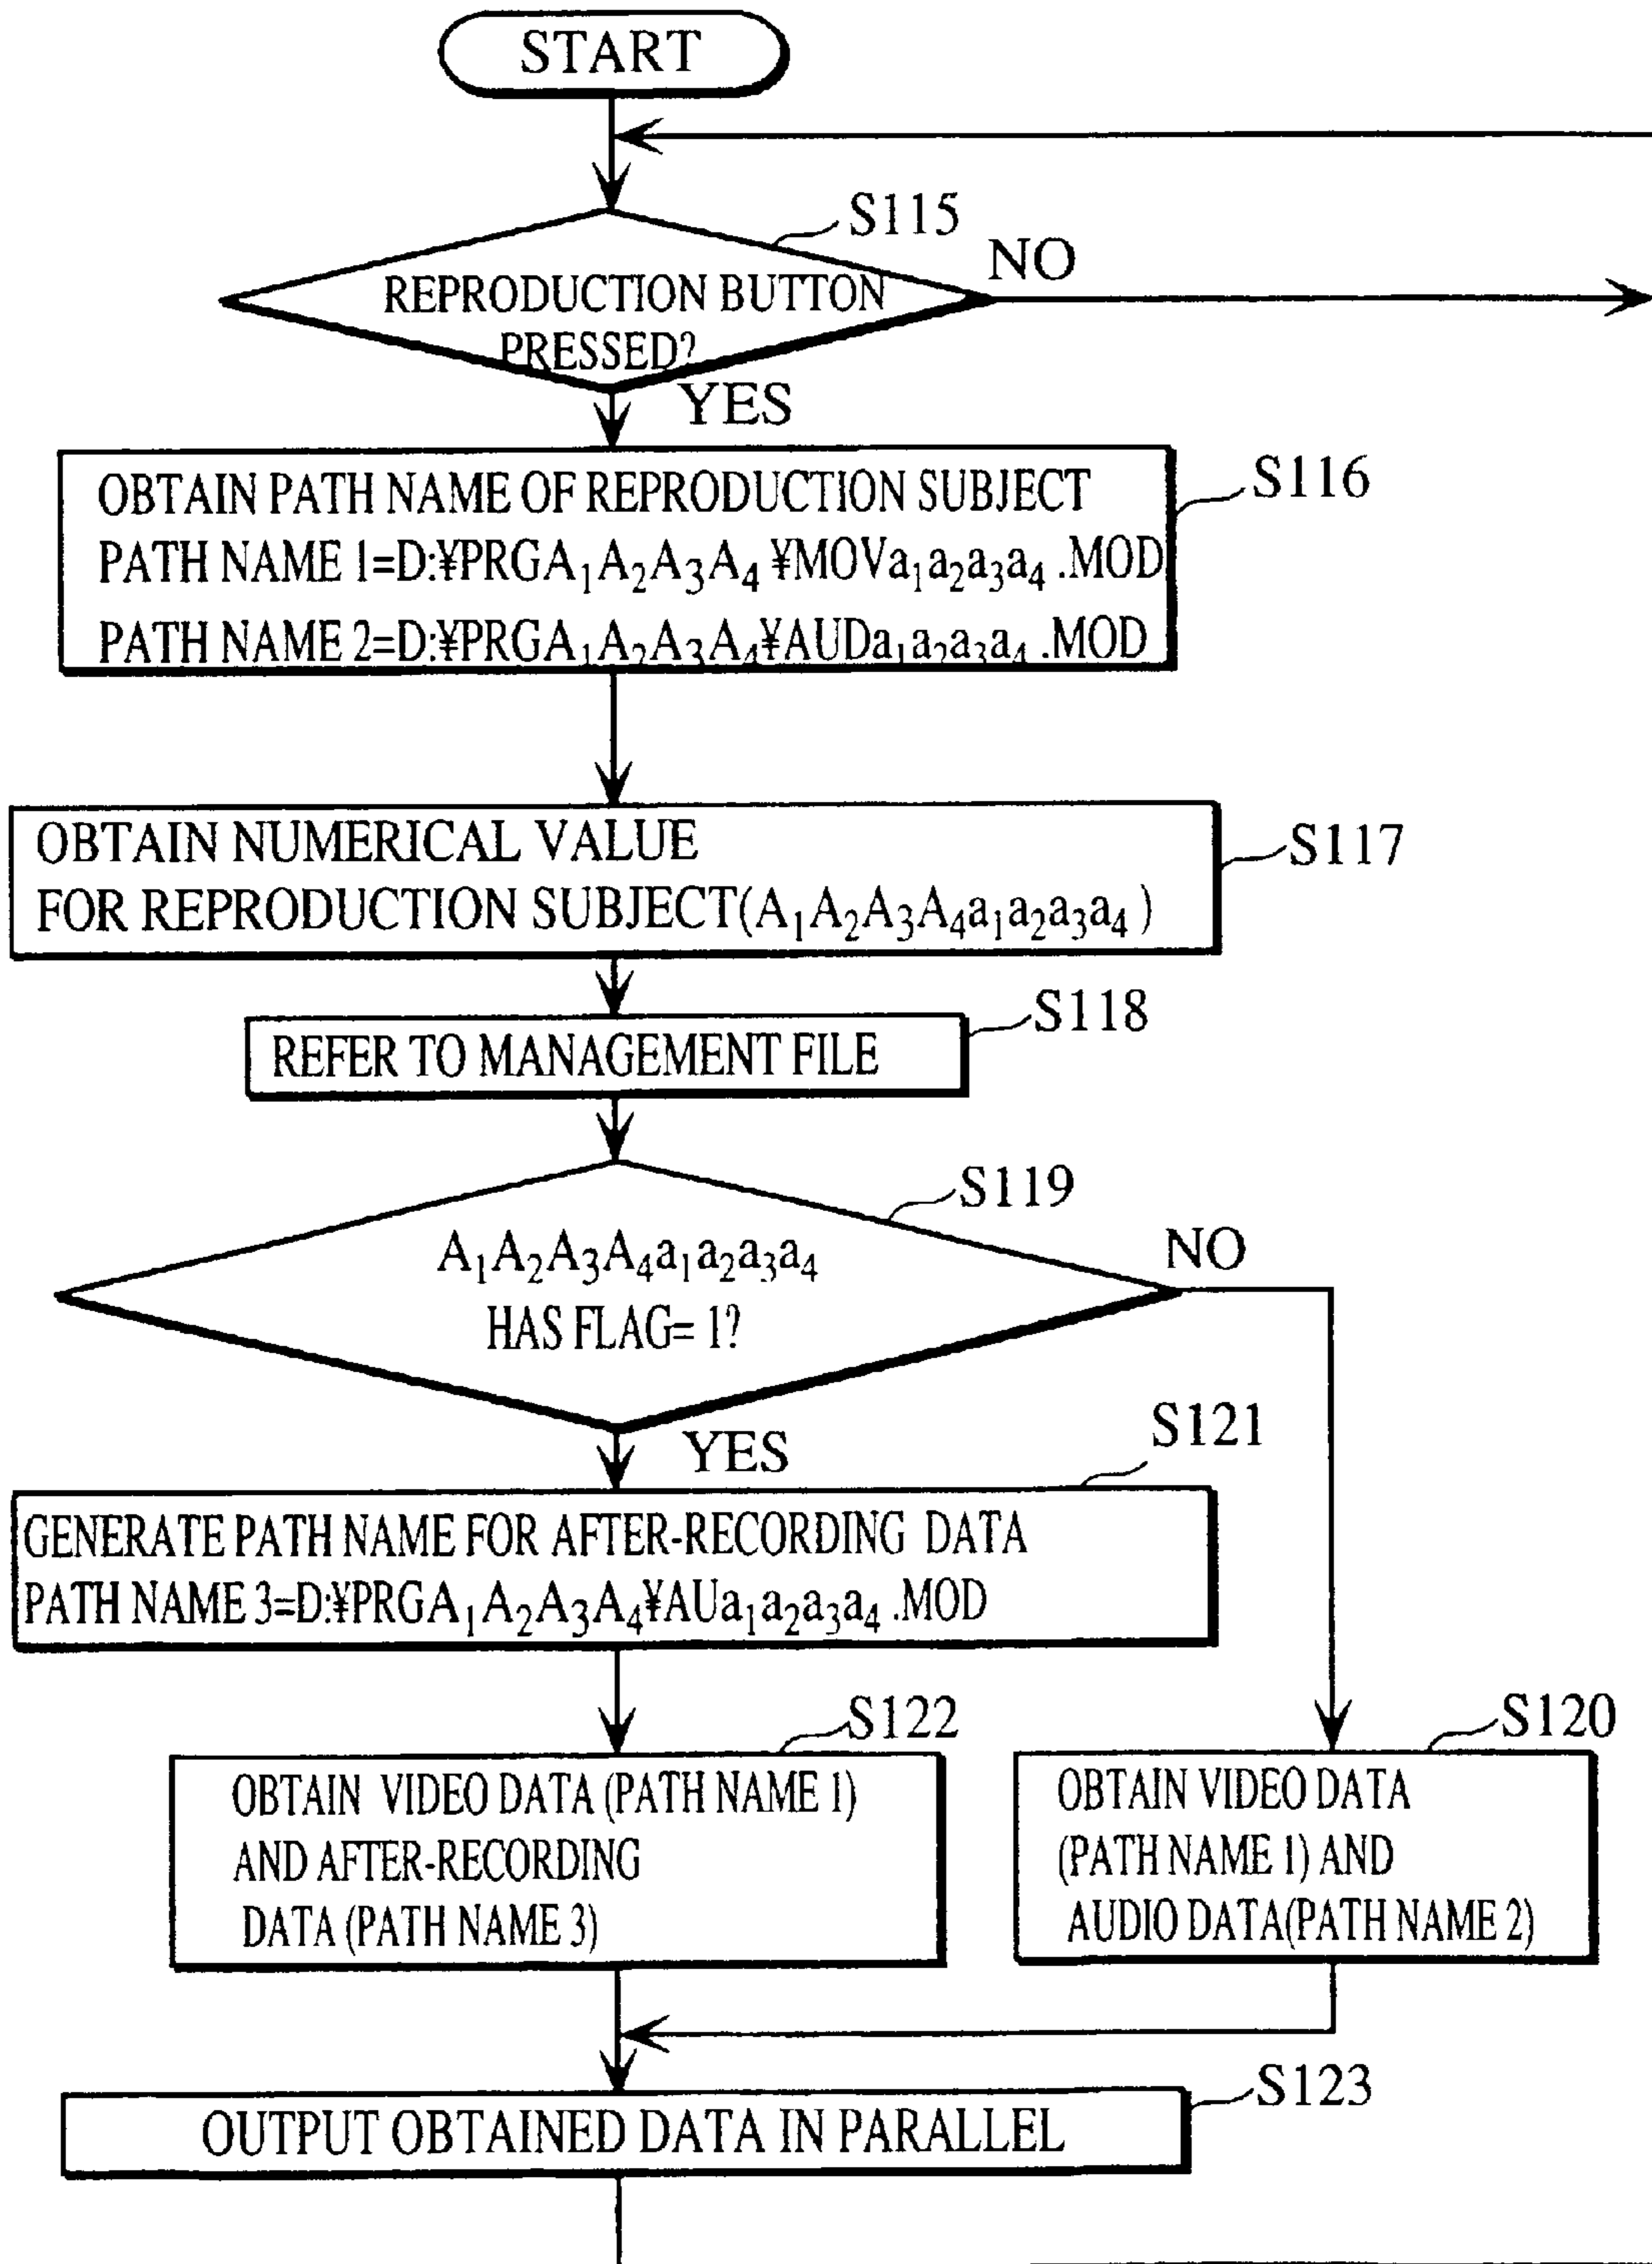 START
S115
NO
REPRODUCTION BUTTON
PRESSED?
YES
S116
OBTAIN PATH NAME OF REPRODUCTION SUBJECT
PATH NAME 1=D:¥PRGA₁A₂A₃A₄ ¥MOVa₁a₂a₃a₄ .MOD
PATH NAME 2=D:¥PRGA₁A₂A₃A₄¥AUDa₁a₂a₃a₄ .MOD
S117
OBTAIN NUMERICAL VALUE
FOR REPRODUCTION SUBJECT(A₁A₂A₃A₄a₁a₂a₃a₄ )
S118
REFER TO MANAGEMENT FILE
S119
NO
A₁A₂A₃A₄a₁a₂a₃a₄
HAS FLAG= 1?
YES
S121
GENERATE PATH NAME FOR AFTER-RECORDING DATA
PATH NAME 3=D:¥PRGA₁A₂A₃A₄¥AUa₁a₂a₃a₄ .MOD
S122
OBTAIN VIDEO DATA (PATH NAME 1)
AND AFTER-RECORDING
DATA (PATH NAME 3)
S120
OBTAIN VIDEO DATA
(PATH NAME 1) AND
AUDIO DATA(PATH NAME 2)
S123
OUTPUT OBTAINED DATA IN PARALLEL